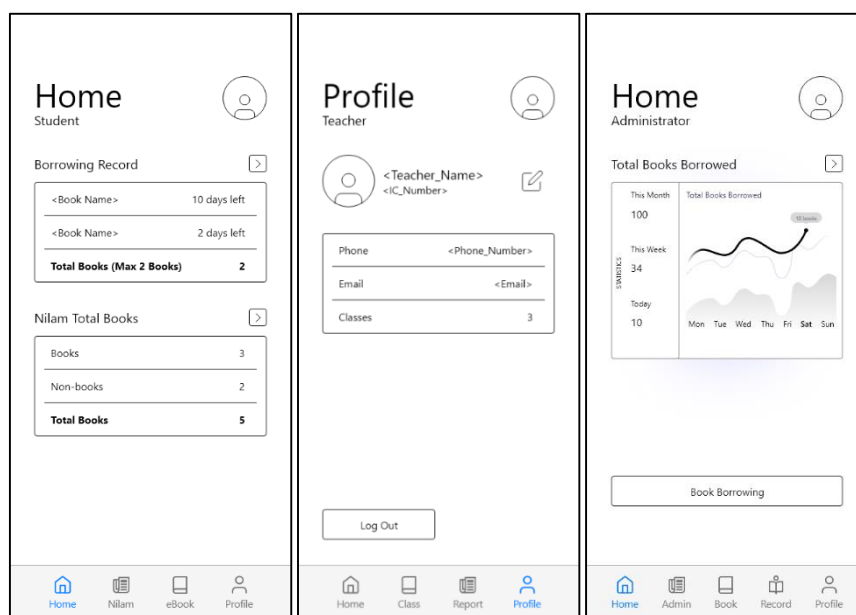 Home
Student
Borrowing Record
<Book Name> 10 days left
<Book Name> 2 days left
Total Books (Max 2 Books) 2
Nilam Total Books
Books 3
Non-books 2
Total Books 5
Home Nilam eBook Profile
Profile
Teacher
<Teacher_Name>
<IC_Number>
Phone <Phone_Number>
Email <Email>
Classes 3
Log Out
Home Class Report Profile
Home
Administrator
Total Books Borrowed
STATISTICS
This Month
100
This Week
34
Today
10
Total Books Borrowed
10 books
Mon Tue Wed Thu Fri Sat Sun
Book Borrowing
Home Admin Book Record Profile